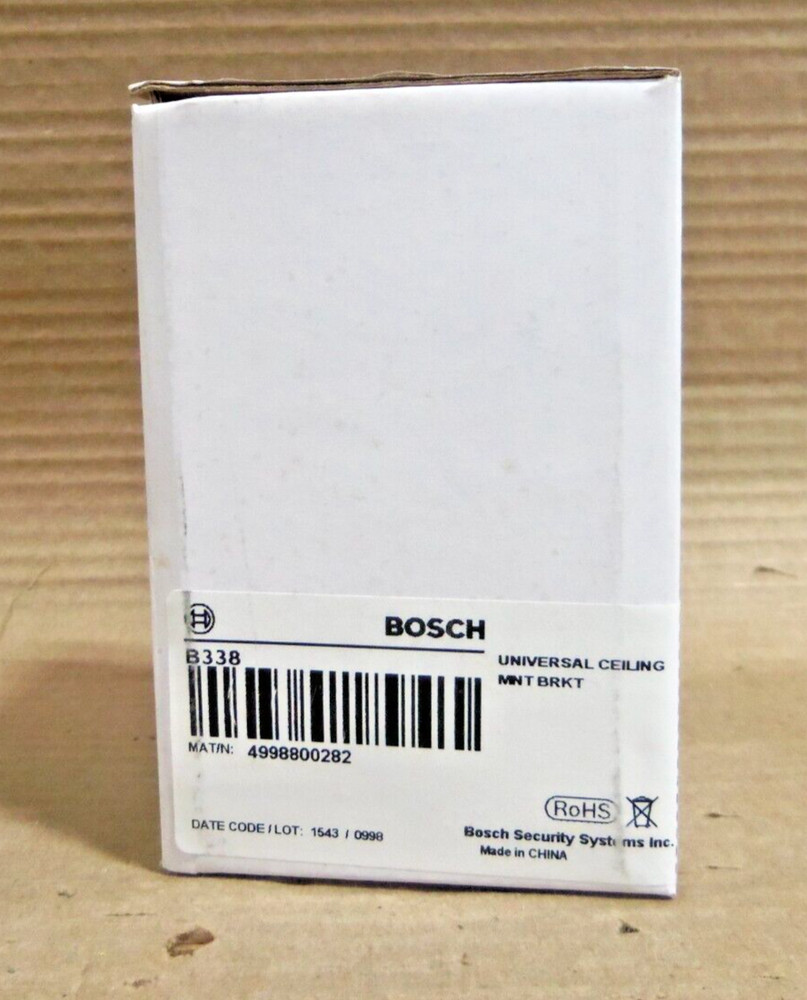 BOSCH
B338
UNIVERSAL CEILING
MNT BRKT
MAT/N: 4998800282
RoHS
DATE CODE / LOT: 1543 / 0998
Bosch Security Systems Inc.
Made in CHINA